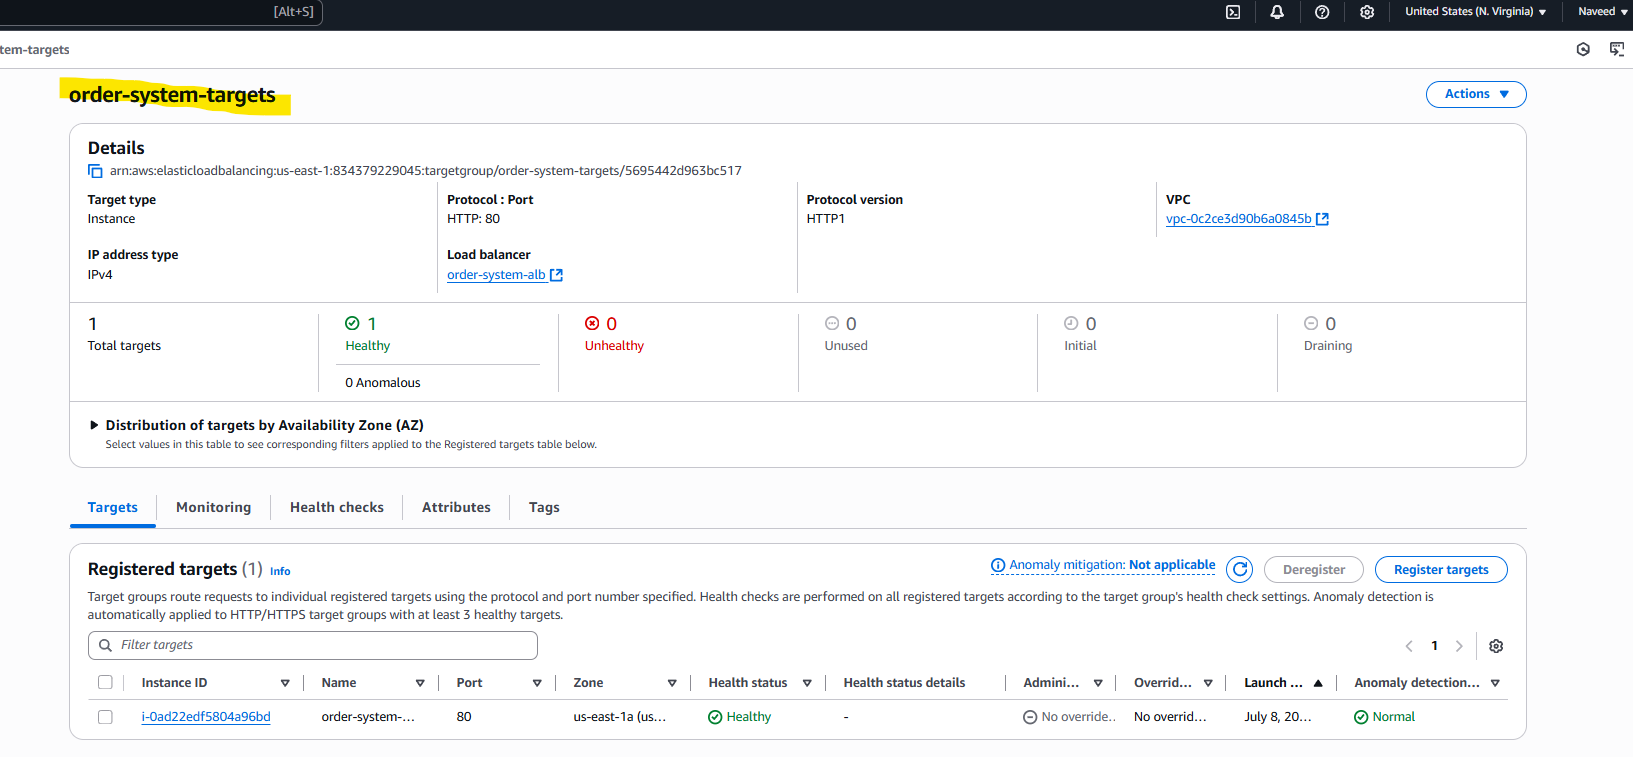 [Alt+S]
United States (N. Virginia)
Naveed
tem-targets
order-system-targets
Actions
Details
arn:aws:elasticloadbalancing:us-east-1:834379229045:targetgroup/order-system-targets/5695442d963bc517
Target type
Instance
Protocol : Port
HTTP: 80
Protocol version
HTTP1
VPC
vpc-0c2ce3d90b6a0845b
IP address type
IPv4
Load balancer
order-system-alb
1
Total targets
1
Healthy
0 Anomalous
0
Unhealthy
0
Unused
0
Initial
0
Draining
Distribution of targets by Availability Zone (AZ)
Select values in this table to see corresponding filters applied to the Registered targets table below.
Targets
Monitoring
Health checks
Attributes
Tags
Registered targets (1) Info
Anomaly mitigation: Not applicable
Deregister
Register targets
Target groups route requests to individual registered targets using the protocol and port number specified. Health checks are performed on all registered targets according to the target group's health check settings. Anomaly detection is
automatically applied to HTTP/HTTPS target groups with at least 3 healthy targets.
Filter targets
1
Instance ID Name Port Zone Health status Health status details Admini... Overrid... Launch ... Anomaly detection...
i-0ad22edf5804a96bd order-system-... 80 us-east-1a (us... Healthy - No override.. No overrid... July 8, 20... Normal